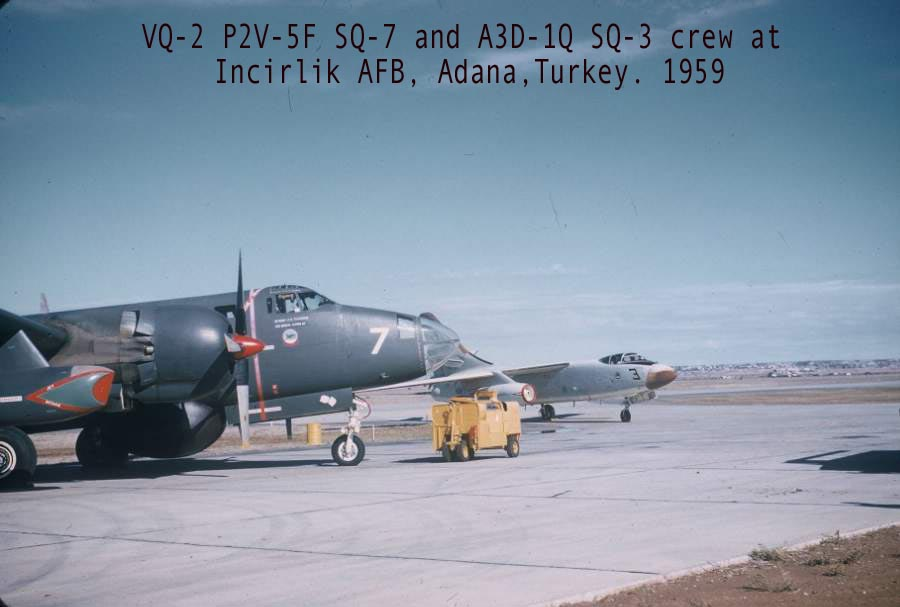 VQ-2 P2V-5F SQ-7 and A3D-1Q SQ-3 crew at
Incirlik AFB, Adana,Turkey. 1959
7
3